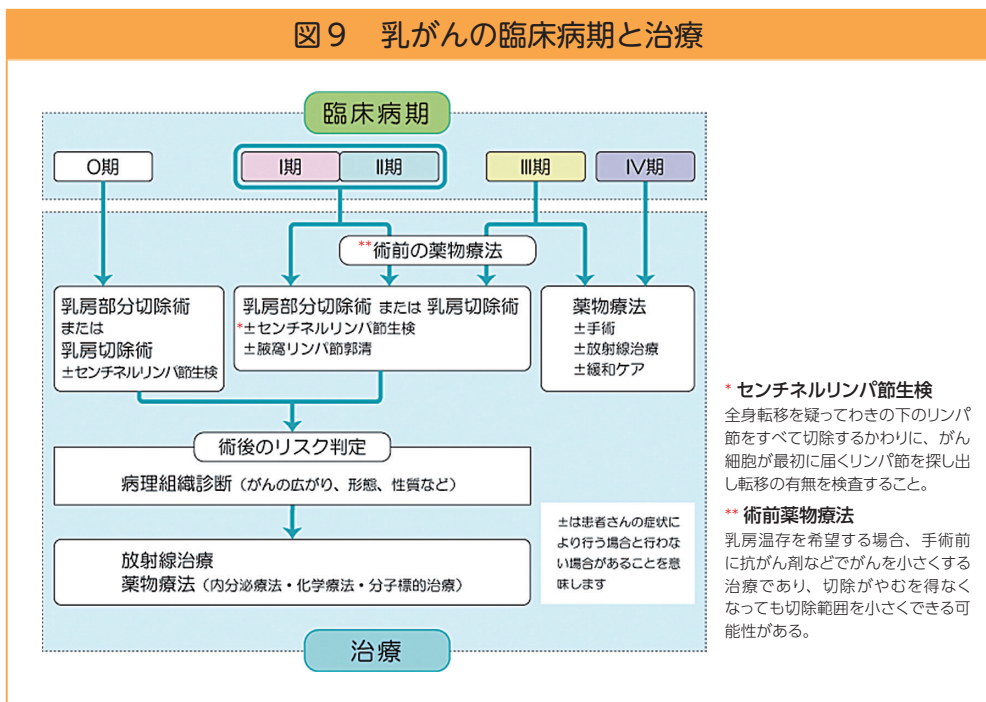 図9 乳がんの臨床病期と治療
臨床病期
0期
Ⅰ期
Ⅱ期
Ⅲ期
Ⅳ期
**術前の薬物療法
乳房部分切除術
または
乳房切除術
±センチネルリンパ節生検
乳房部分切除術 または 乳房切除術
*±センチネルリンパ節生検
±腋窩リンパ節郭清
薬物療法
±手術
±放射線治療
±緩和ケア
術後のリスク判定
病理組織診断（がんの広がり、形態、性質など）
放射線治療
薬物療法（内分泌療法・化学療法・分子標的治療）
±は患者さんの症状に
より行う場合と行わな
い場合があることを意
味します
治療
* センチネルリンパ節生検
全身転移を疑ってわきの下のリンパ
節をすべて切除するかわりに、がん
細胞が最初に届くリンパ節を探し出
し転移の有無を検査すること。
** 術前薬物療法
乳房温存を希望する場合、手術前
に抗がん剤などでがんを小さくする
治療であり、切除がやむを得なく
なっても切除範囲を小さくできる可
能性がある。